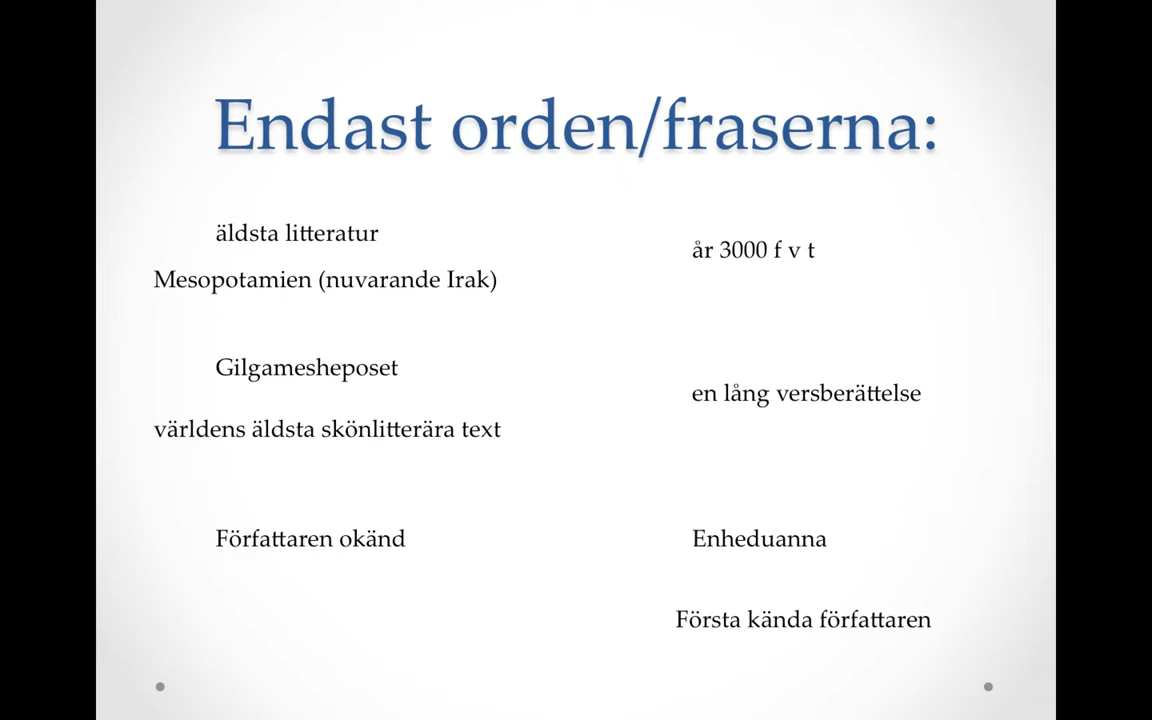 Endast orden/fraserna:
äldsta litteratur
år 3000 f v t
Mesopotamien (nuvarande Irak)
Gilgamesheposet
en lång versberättelse
världens äldsta skönlitterära text
Författaren okänd
Enheduanna
Första kända författaren